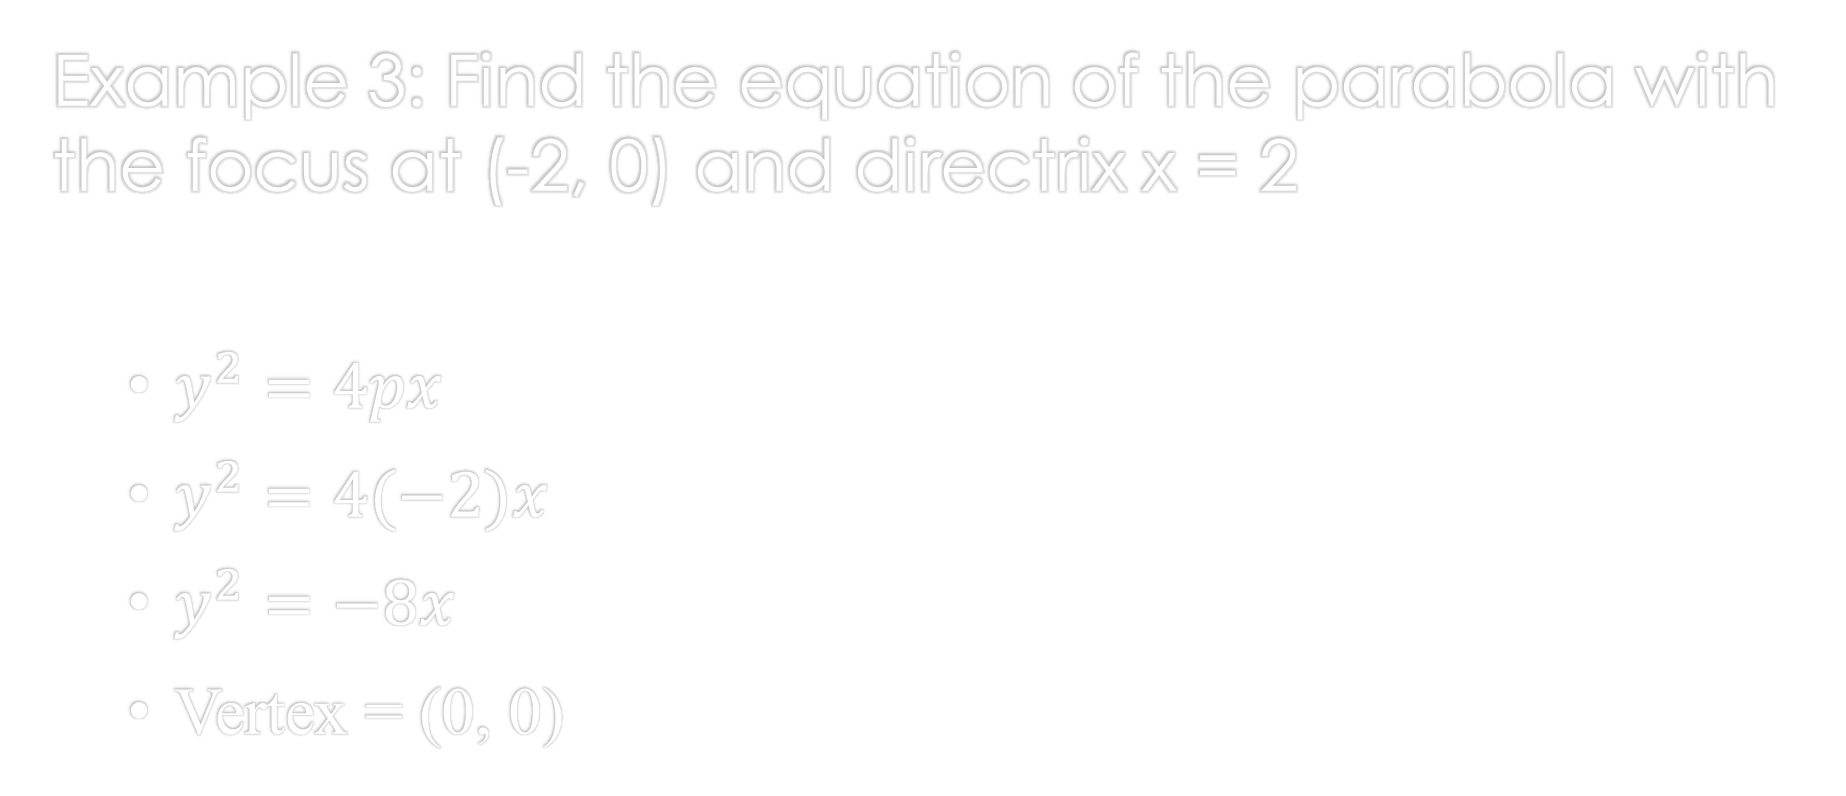 Example 3: Find the equation of the parabola with
the focus at (-2, 0) and directrix x = 2
• y² = 4px
• y² = 4(−2)x
• y² = −8x
• Vertex = (0, 0)